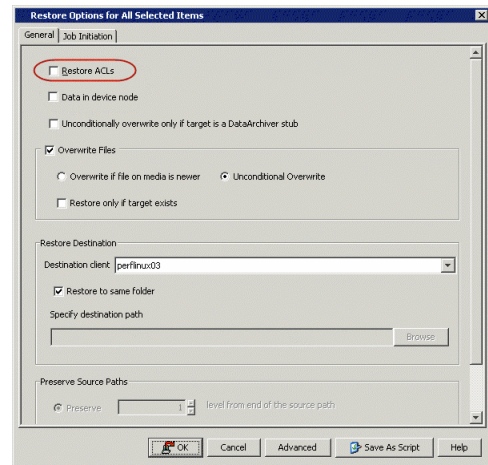 Restore Options for All Selected Items
General Job Initiation
Restore ACLs
Data in device node
Unconditionally overwrite only if target is a DataArchiver stub
Overwrite Files
Overwrite if file on media is newer Unconditional Overwrite
Restore only if target exists
Restore Destination
Destination client perflinux03
Restore to same folder
Specify destination path
Browse
Preserve Source Paths
Preserve 1 level from end of the source path
OK Cancel Advanced Save As Script Help